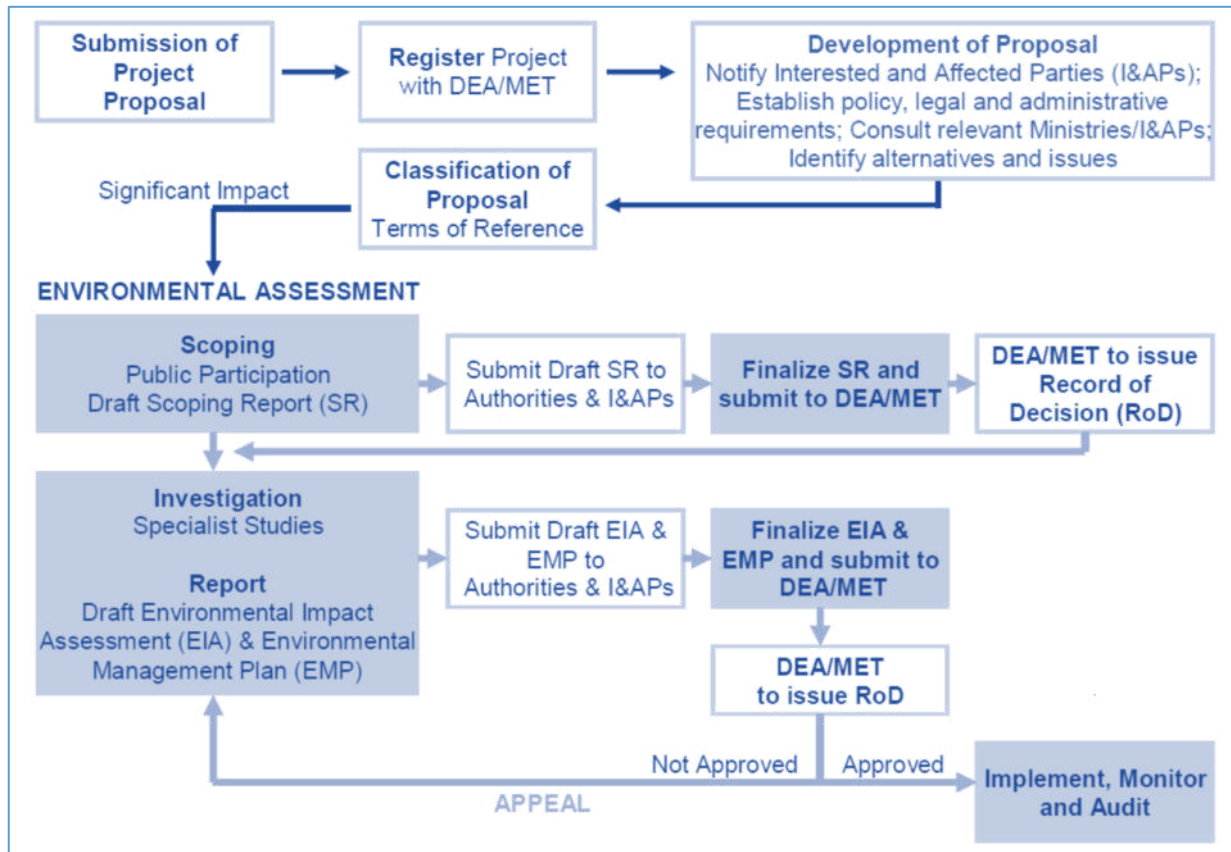 Submission of
Project
Proposal
Register Project
with DEA/MET
Development of Proposal
Notify Interested and Affected Parties (I&APs);
Establish policy, legal and administrative
requirements; Consult relevant Ministries/I&APs;
Identify alternatives and issues
Significant Impact
Classification of
Proposal
Terms of Reference
ENVIRONMENTAL ASSESSMENT
Scoping
Public Participation
Draft Scoping Report (SR)
Submit Draft SR to
Authorities & I&APs
Finalize SR and
submit to DEA/MET
DEA/MET to issue
Record of
Decision (RoD)
Investigation
Specialist Studies
Report
Draft Environmental Impact
Assessment (EIA) & Environmental
Management Plan (EMP)
Submit Draft EIA &
EMP to
Authorities & I&APs
Finalize EIA &
EMP and submit to
DEA/MET
DEA/MET
to issue RoD
Not Approved
Approved
APPEAL
Implement, Monitor
and Audit